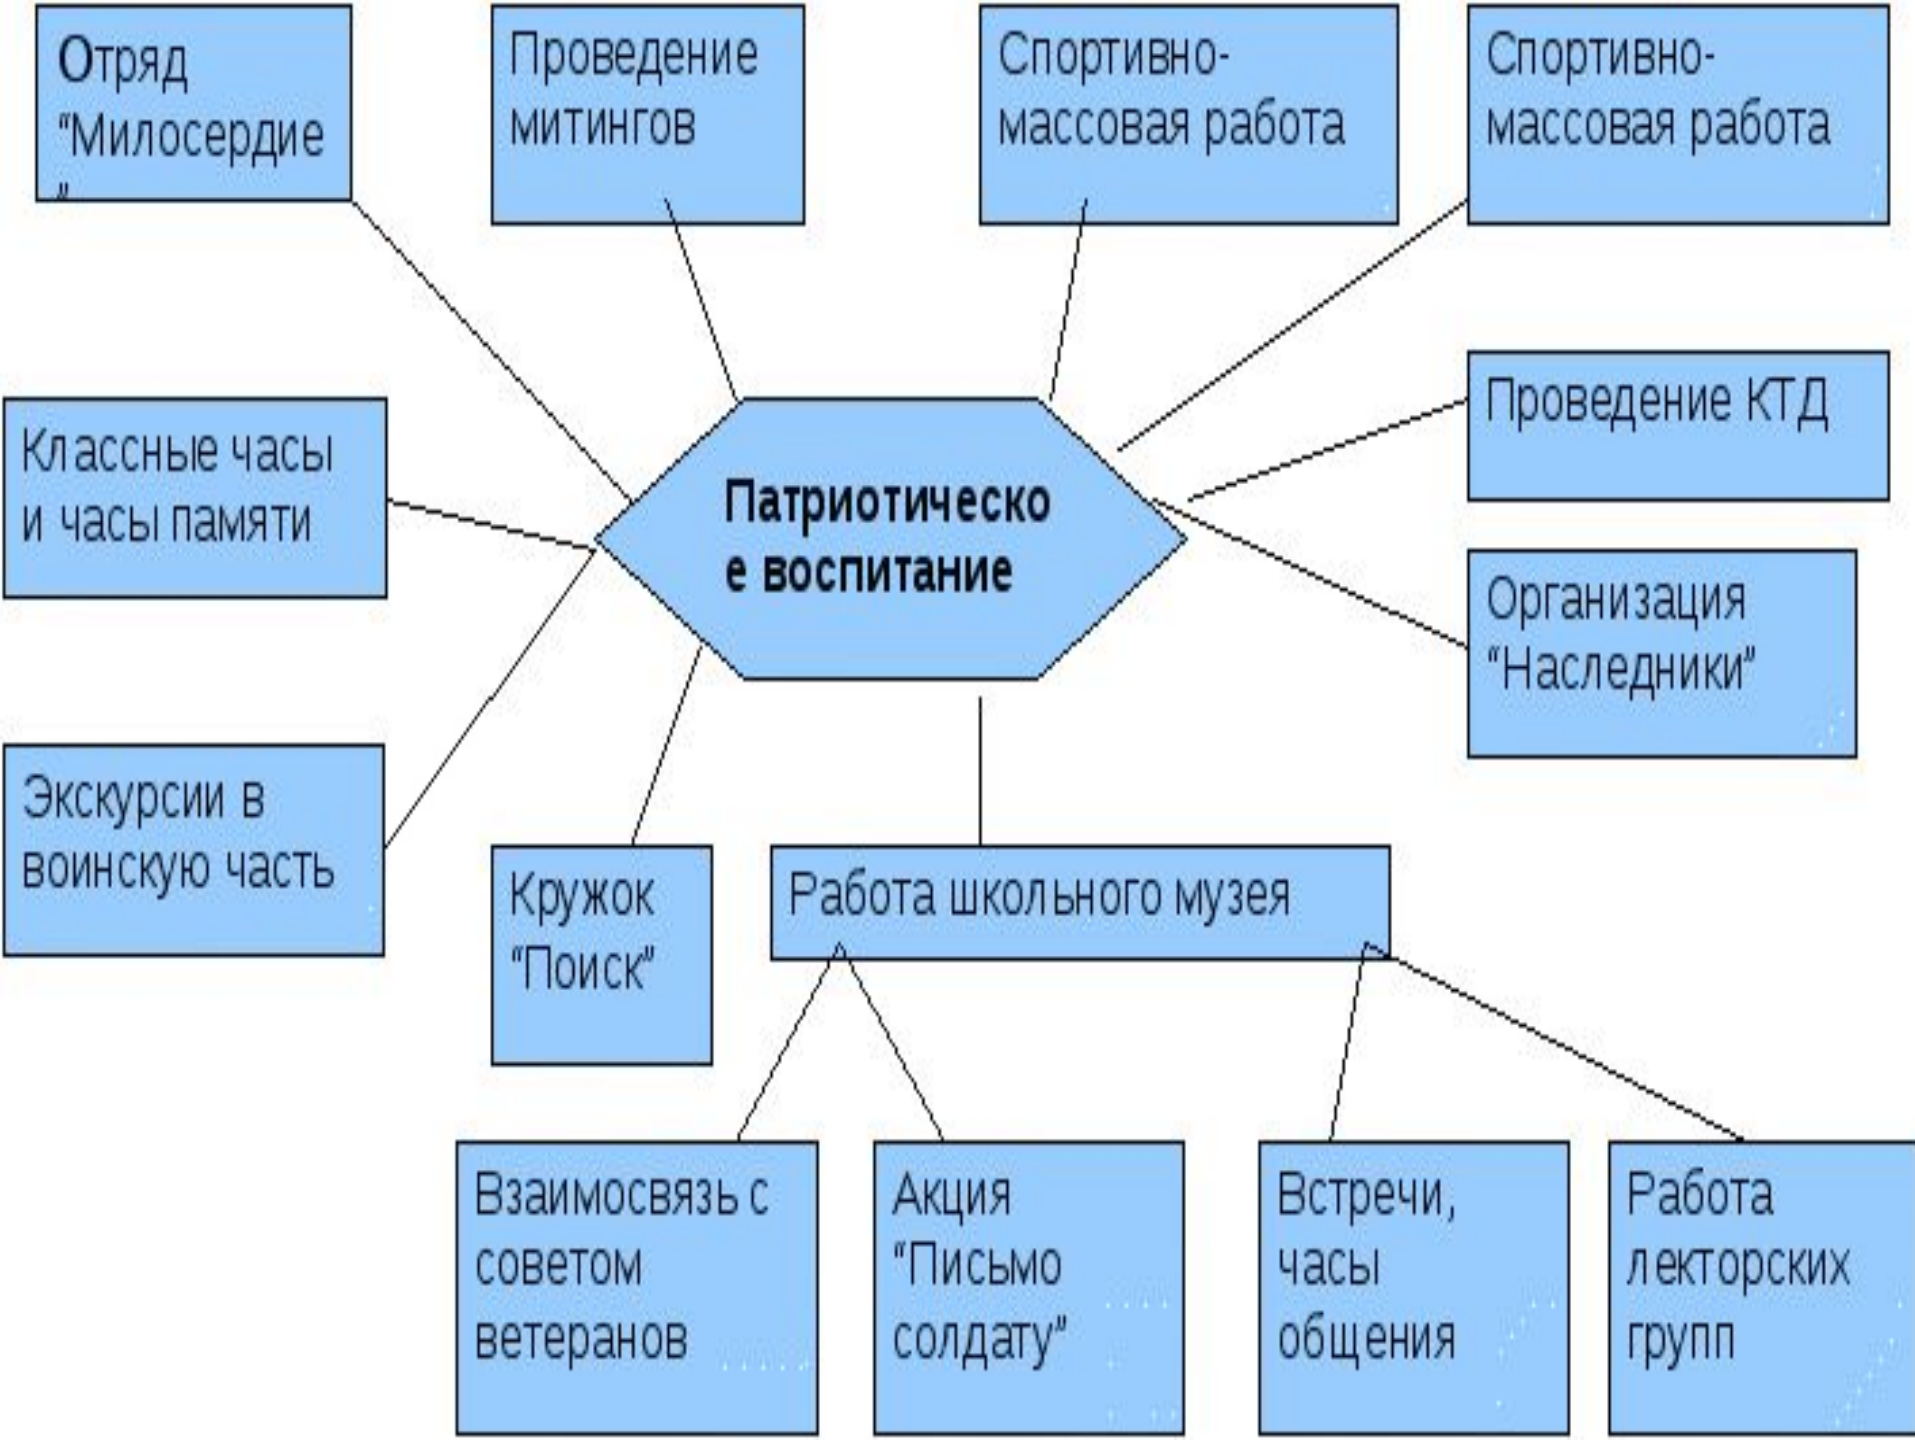 Отряд
“Милосердие
”
Проведение
митингов
Спортивно-
массовая работа
Спортивно-
массовая работа
Классные часы
и часы памяти
Патриотическо
е воспитание
Проведение КТД
Организация
“Наследники”
Экскурсии в
воинскую часть
Кружок
“Поиск”
Работа школьного музея
Взаимосвязь с
советом
ветеранов
Акция
“Письмо
солдату”
Встречи,
часы
общения
Работа
лекторских
групп